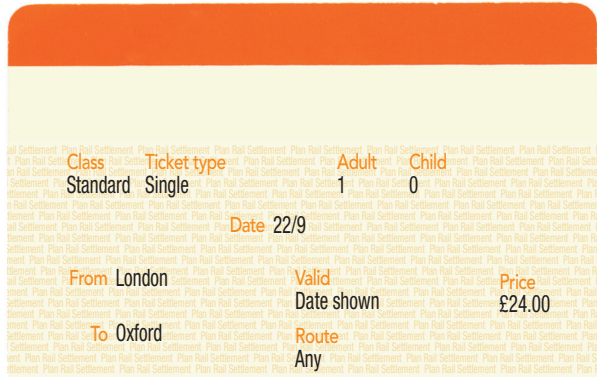 Class Ticket type Adult Child
Standard Single 1 0
Date 22/9
From London Valid Price
Date shown £24.00
To Oxford Route
Any